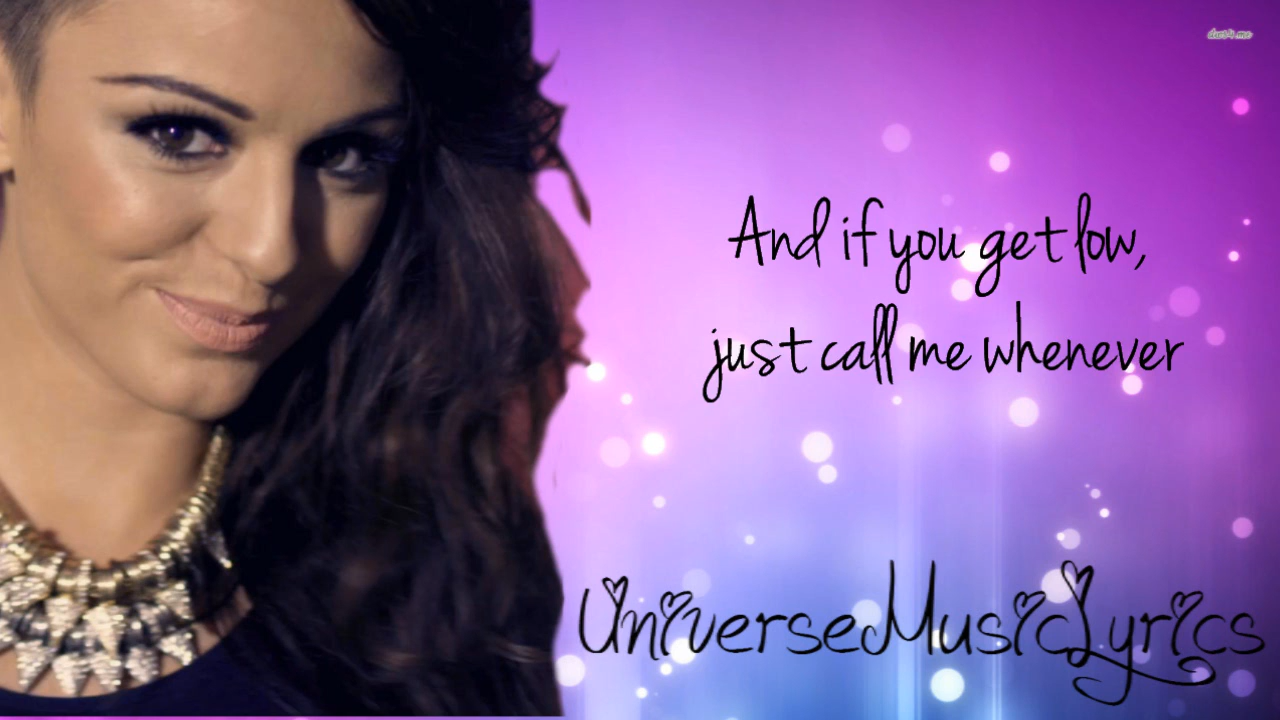 And if you get low,
just call me whenever
UniverseMusicLyrics